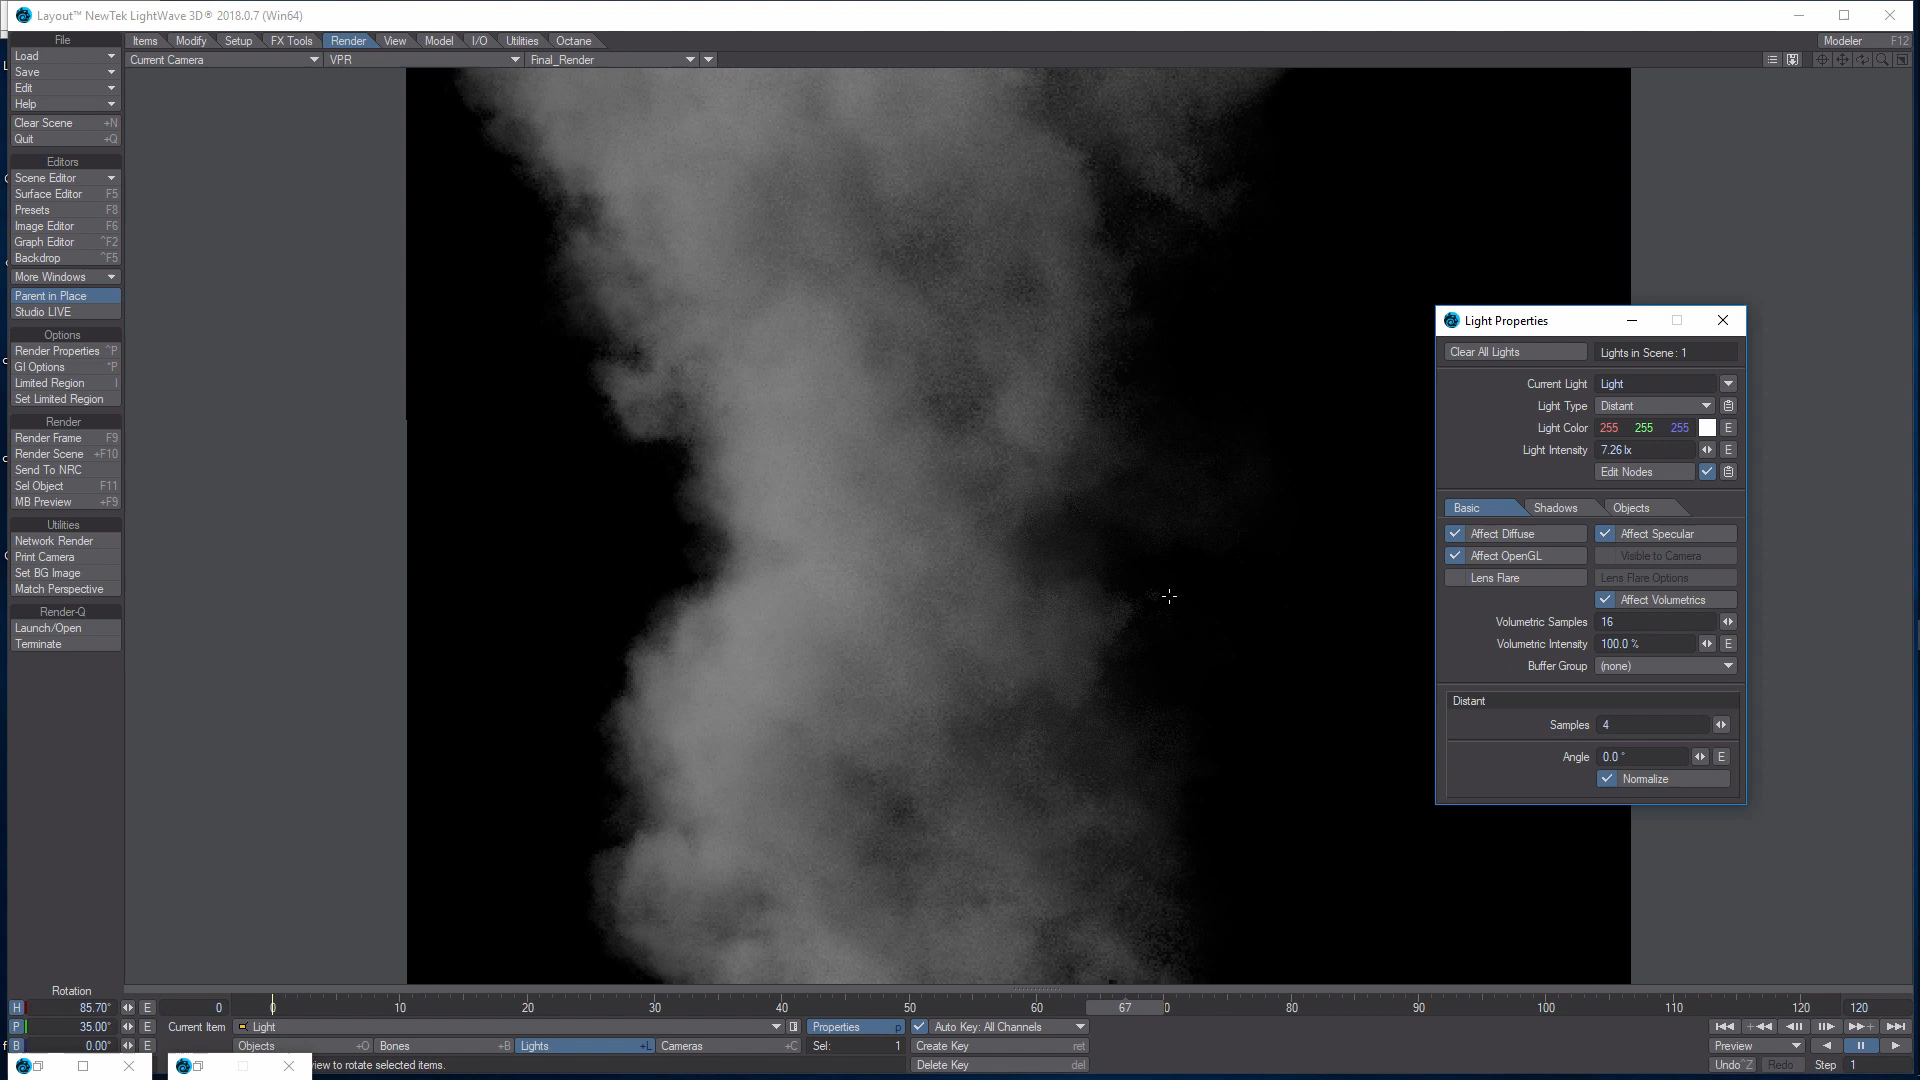 Layout™ NewTek LightWave 3D® 2018.0.7 (Win64)
File
Items Modify Setup FX Tools Render View Model I/O Utilities Octane
Modeler F12
Load
Current Camera VPR Final_Render
Save
Edit
Help
Clear Scene +N
Quit +Q
Editors
Scene Editor
Surface Editor F5
Presets F8
Image Editor F6
Graph Editor ^F2
Backdrop ^F5
More Windows
Parent in Place
Studio LIVE
Options
Render Properties ^P
GI Options
Limited Region l
Set Limited Region
Render
Render Frame F9
Render Scene +F10
Send To NRC
Sel Object F11
MB Preview +F9
Utilities
Network Render
Print Camera
Set BG Image
Match Perspective
Render-Q
Launch/Open
Terminate
Light Properties
Clear All Lights Lights in Scene: 1
Current Light Light
Light Type Distant
Light Color 255 255 255 E
Light Intensity 7.26 lx E
Edit Nodes
Basic Shadows Objects
Affect Diffuse Affect Specular
Affect OpenGL Visible to Camera
Lens Flare Lens Flare Options
Affect Volumetrics
Volumetric Samples 16
Volumetric Intensity 100.0 % E
Buffer Group (none)
Distant
Samples 4
Angle 0.0 ° E
Normalize
Rotation
H 85.70° E 0 0 10 20 30 40 50 60 67 0 80 90 100 110 120 120
P 35.00° E Current Item Light Properties p Auto Key: All Channels
B 0.00° E Objects +O Bones +B Lights +L Cameras +C Sel: 1 Create Key ret Preview
view to rotate selected items. Delete Key del Undo ^Z Redo Step 1